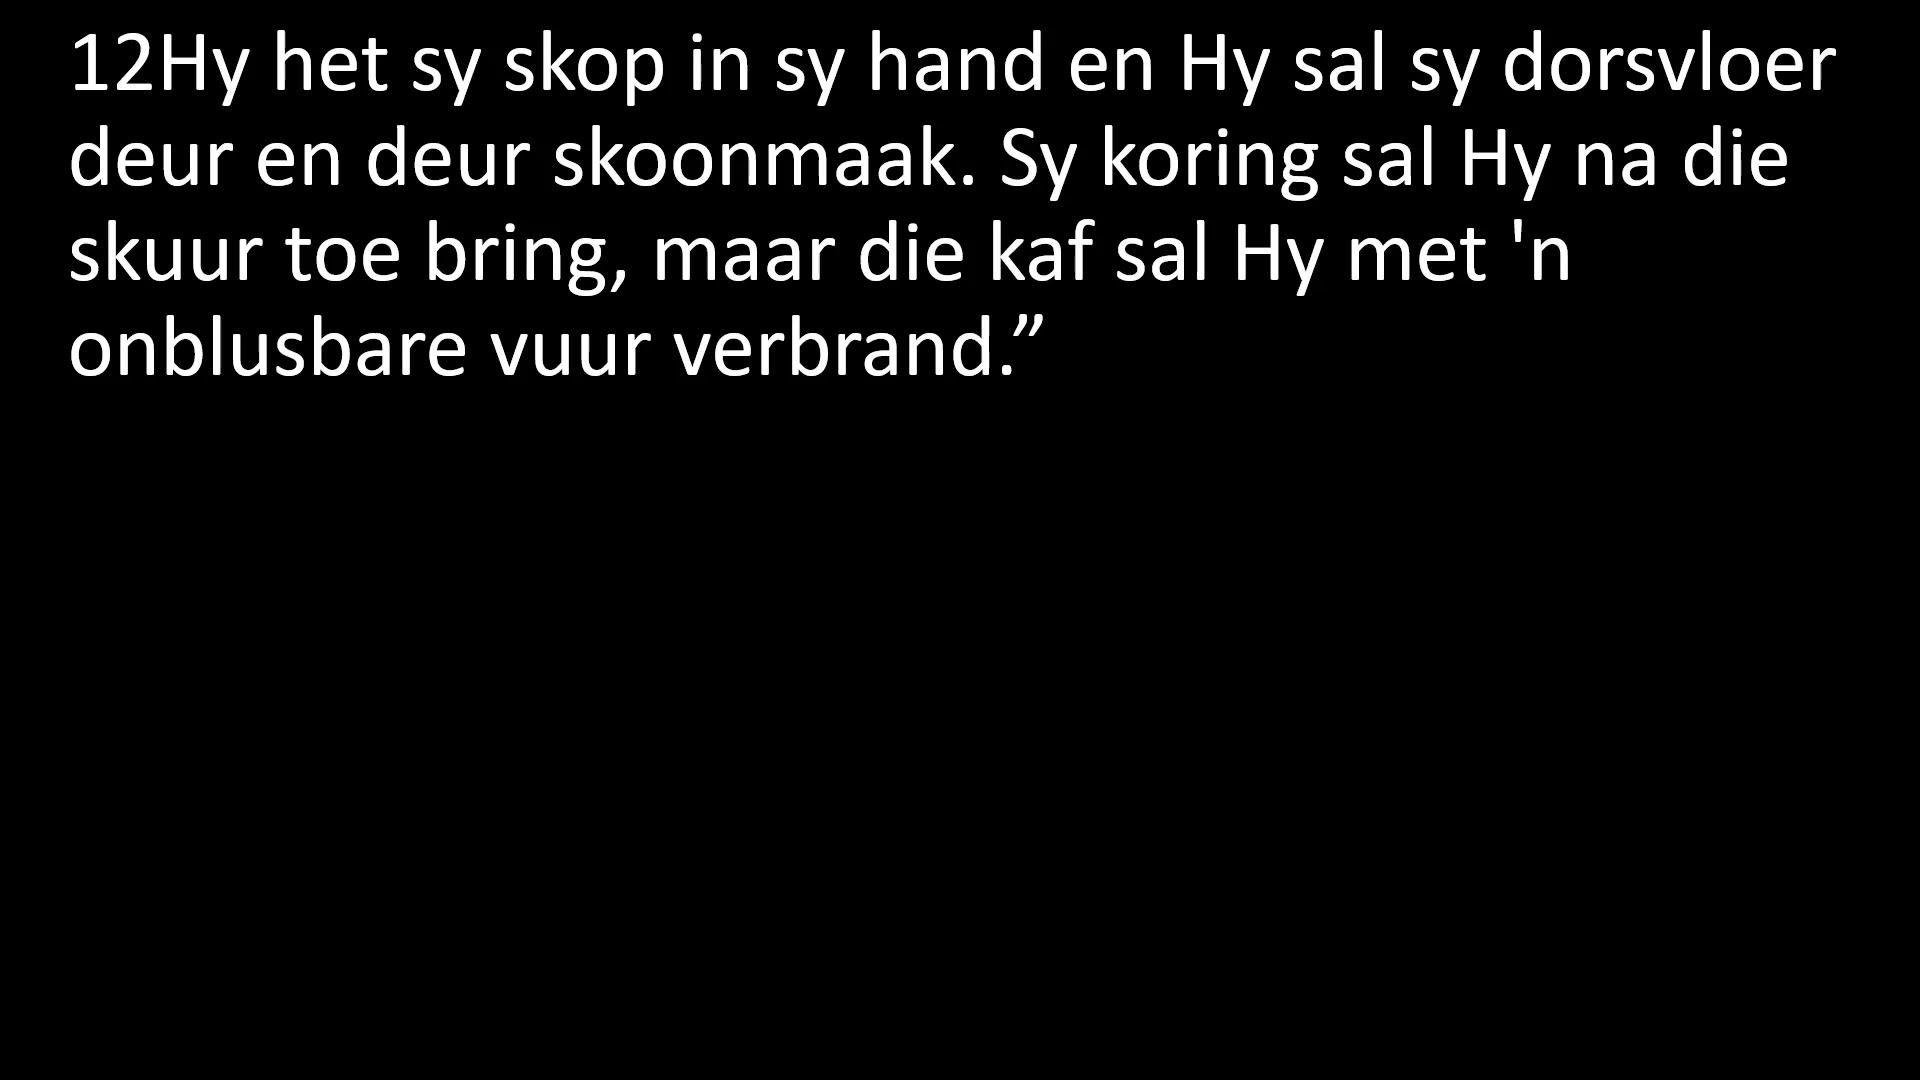 12Hy het sy skop in sy hand en Hy sal sy dorsvloer
deur en deur skoonmaak. Sy koring sal Hy na die
skuur toe bring, maar die kaf sal Hy met 'n
onblusbare vuur verbrand.”